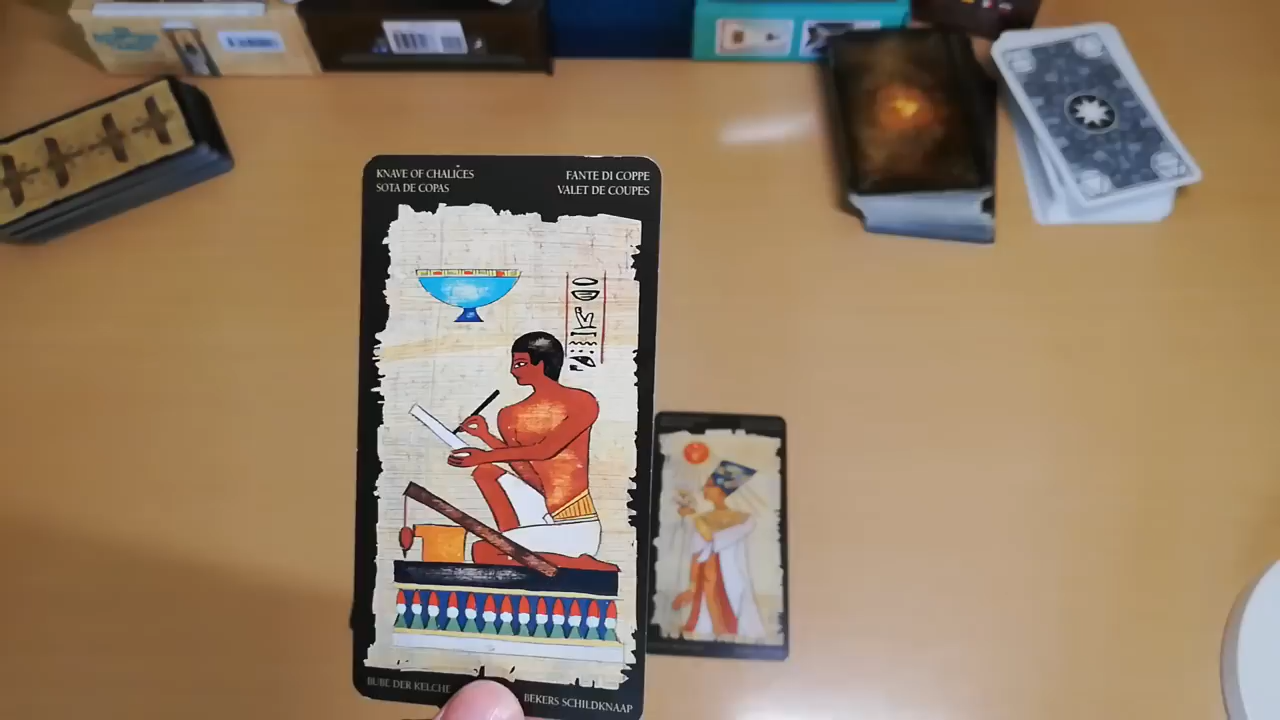 KNAVE OF CHALICES
SOTA DE COPAS
FANTE DI COPPE
VALET DE COUPES
BUBE DER KELCHE
BEKERS SCHILDKNAAP